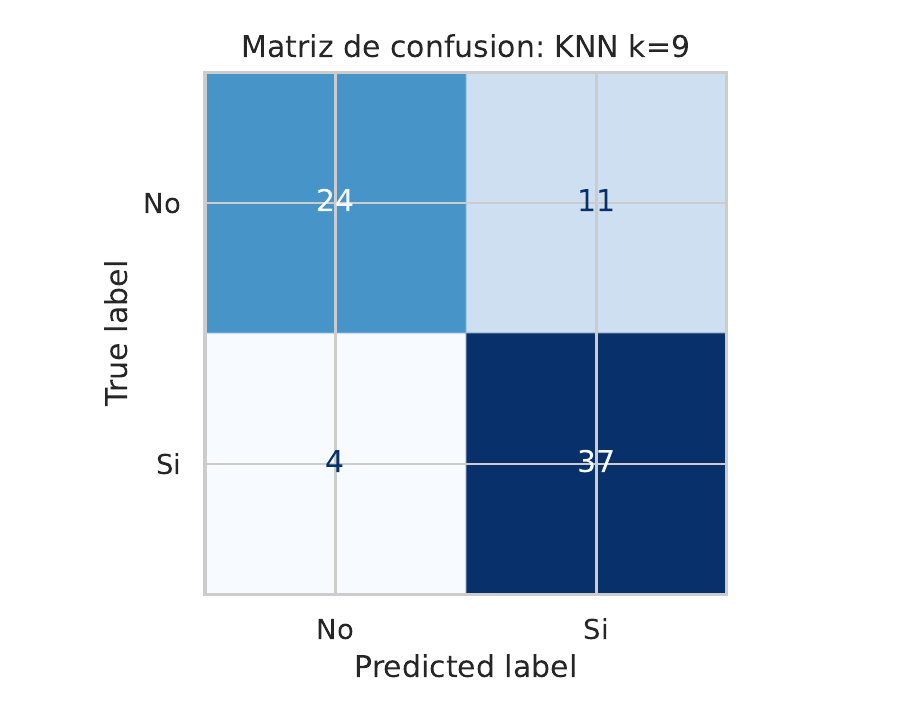 Matriz de confusion: KNN k=9
No
24
11
True label
Si
4
37
No
Si
Predicted label